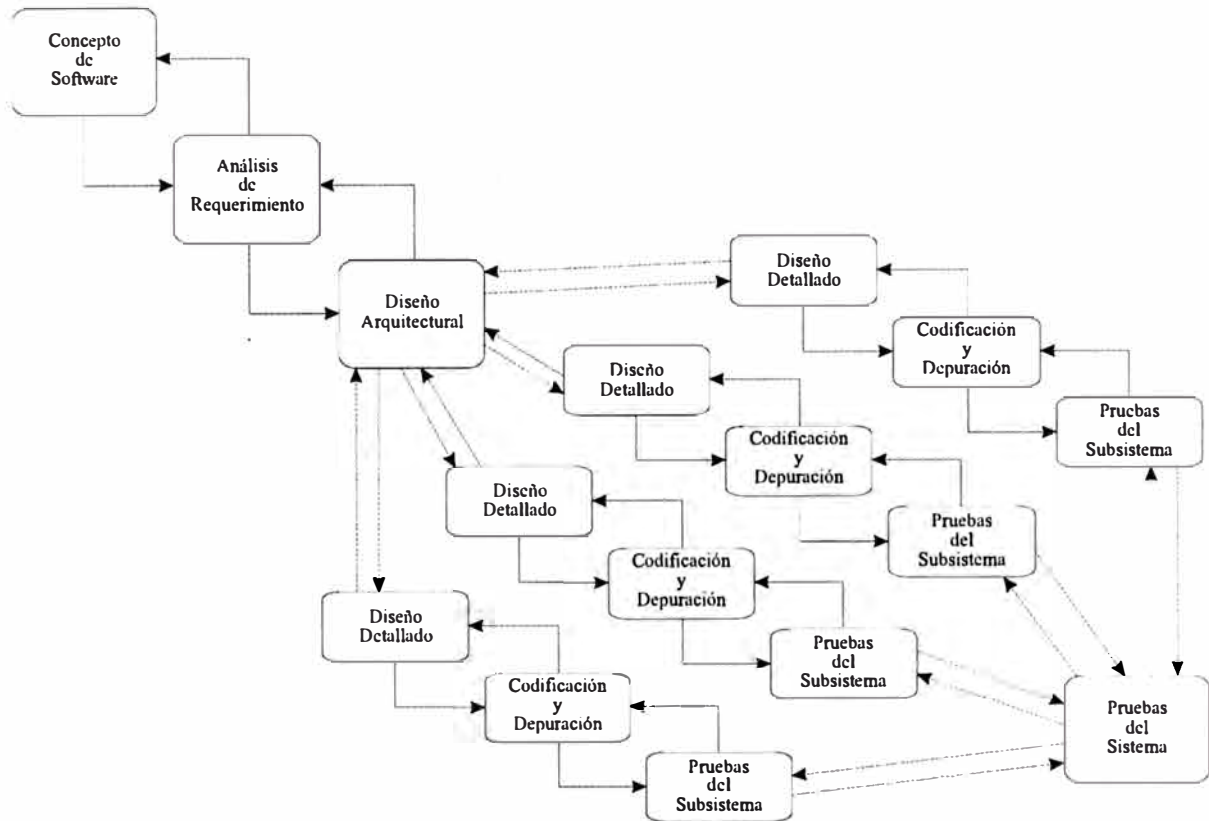 Concepto
de
Software
Análisis
de
Requerimiento
Diseño
Arquitectural
Diseño
Detallado
Codificación
y
Depuración
Pruebas
del
Subsistema
Diseño
Detallado
Codificación
y
Depuración
Pruebas
del
Subsistema
Diseño
Detallado
Codificación
y
Depuración
Pruebas
del
Subsistema
Diseño
Detallado
Codificación
y
Depuración
Pruebas
del
Subsistema
Pruebas
del
Sistema